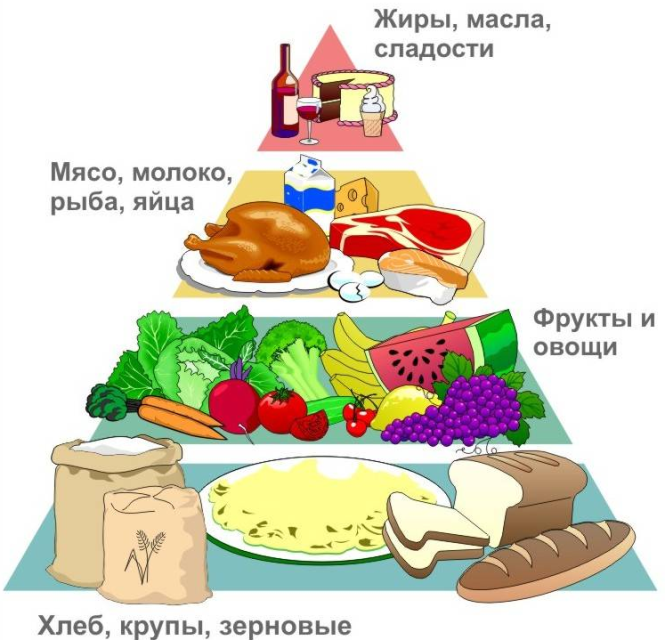 Жиры, масла,
сладости
Мясо, молоко,
рыба, яйца
Фрукты и
овощи
Хлеб, крупы, зерновые